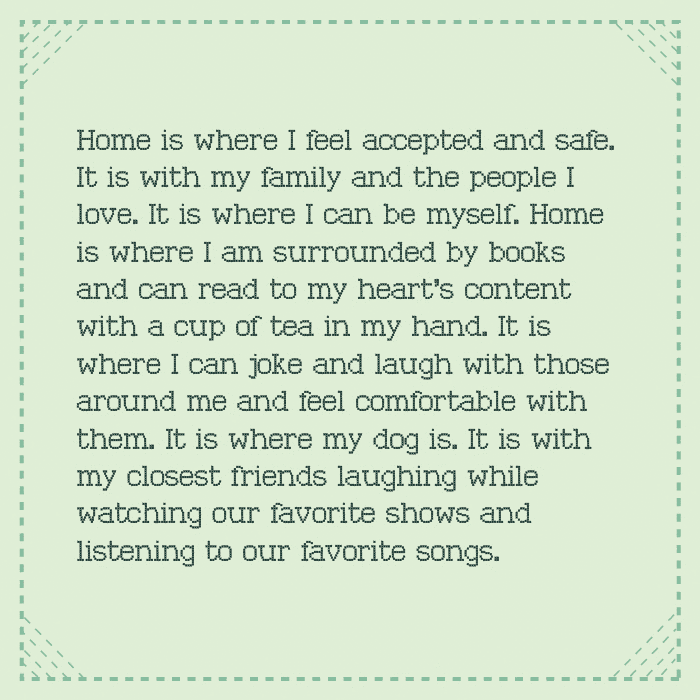 Home is where I feel accepted and safe.
It is with my family and the people I
love. It is where I can be myself. Home
is where I am surrounded by books
and can read to my heart’s content
with a cup of tea in my hand. It is
where I can joke and laugh with those
around me and feel comfortable with
them. It is where my dog is. It is with
my closest friends laughing while
watching our favorite shows and
listening to our favorite songs.